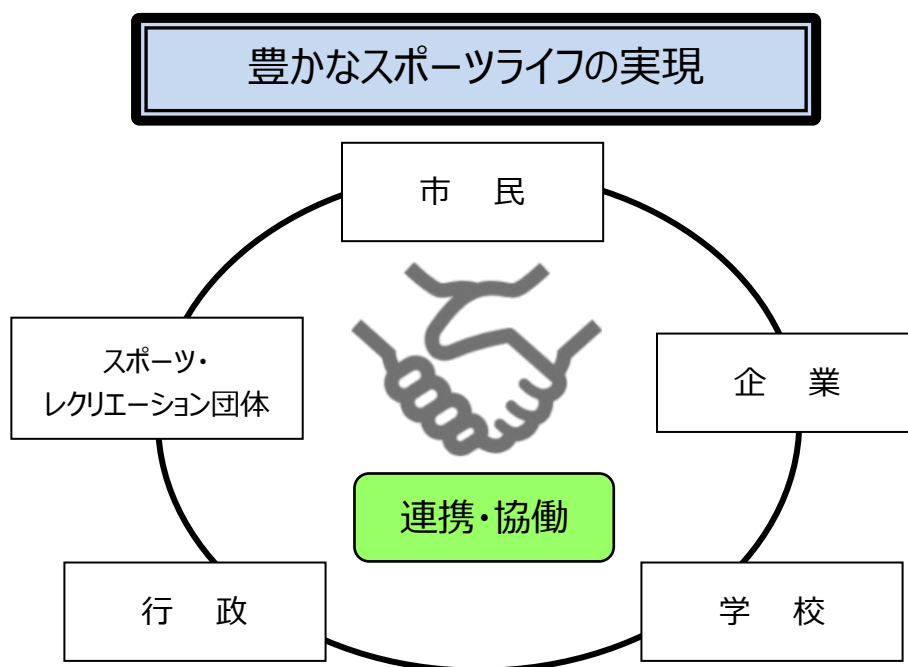 豊かなスポーツライフの実現
市　民
スポーツ・
レクリエーション団体
企　業
連携・協働
行　政
学　校